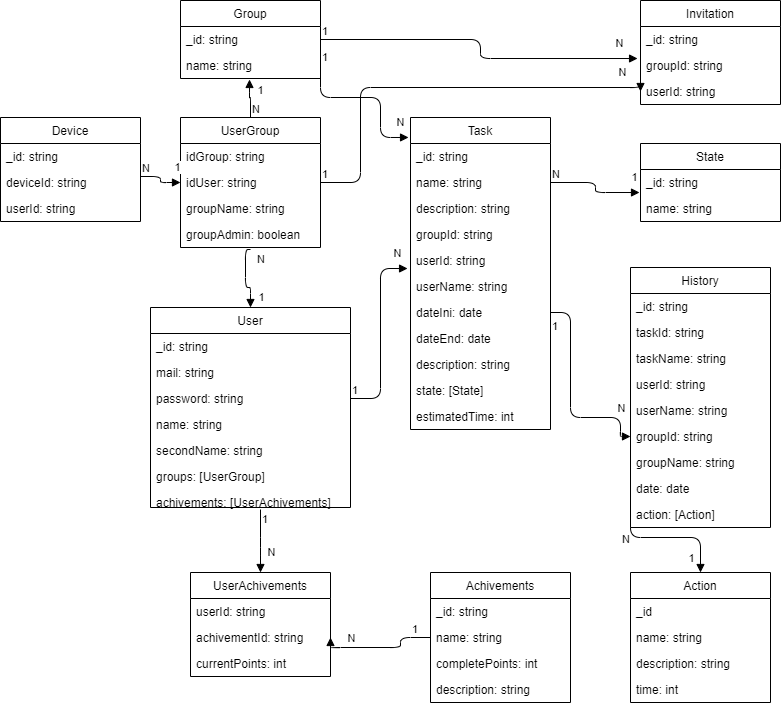 Group
_id: string
name: string
Invitation
_id: string
groupId: string
userId: string
1
N
1
N
1
N
Device
_id: string
deviceId: string
userId: string
N
1
UserGroup
idGroup: string
idUser: string
groupName: string
groupAdmin: boolean
1
N
Task
_id: string
name: string
description: string
groupId: string
userId: string
userName: string
dateIni: date
dateEnd: date
description: string
state: [State]
estimatedTime: int
N
1
State
_id: string
name: string
N
1
N
1
User
_id: string
mail: string
password: string
name: string
secondName: string
groups: [UserGroup]
achivements: [UserAchivements]
1
1
N
History
_id: string
taskId: string
taskName: string
userId: string
userName: string
groupId: string
groupName: string
date: date
action: [Action]
1
N
N
1
UserAchivements
userId: string
achivementId: string
currentPoints: int
N
1
Achivements
_id: string
name: string
completePoints: int
description: string
Action
_id
name: string
description: string
time: int